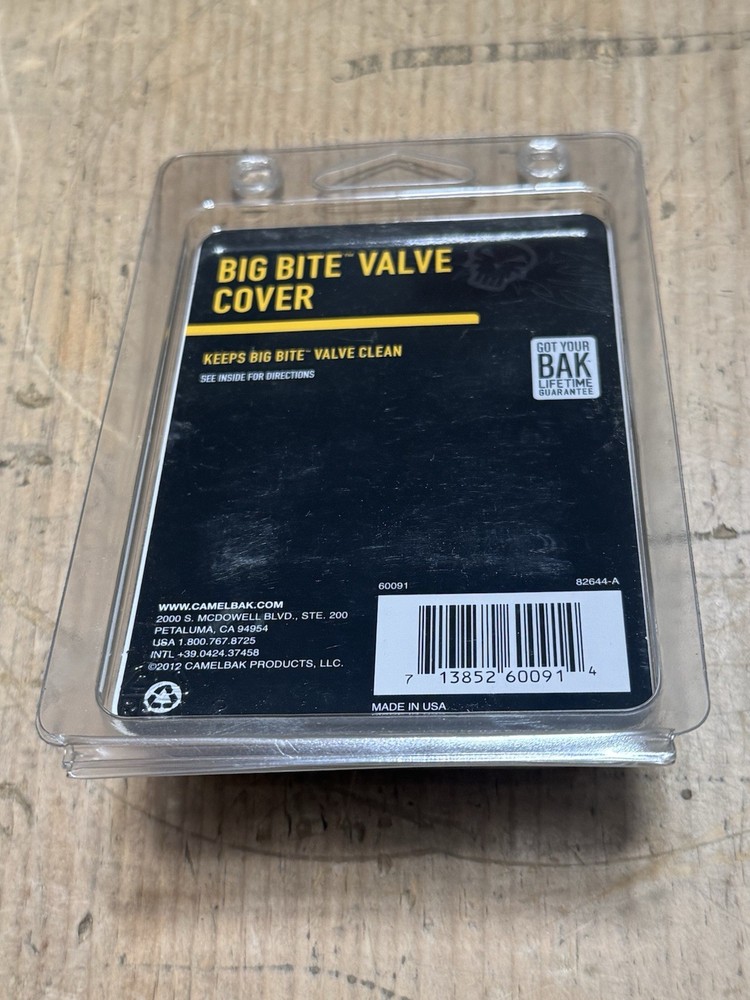 BIG BITE™ VALVE
COVER
KEEPS BIG BITE™ VALVE CLEAN
SEE INSIDE FOR DIRECTIONS
GOT YOUR
BAK
LIFETIME
GUARANTEE
60091
82644-A
WWW.CAMELBAK.COM
2000 S. MCDOWELL BLVD., STE. 200
PETALUMA, CA 94954
USA 1.800.767.8725
INTL +39.0424.37458
©2012 CAMELBAK PRODUCTS, LLC.
7 13852 60091 4
MADE IN USA